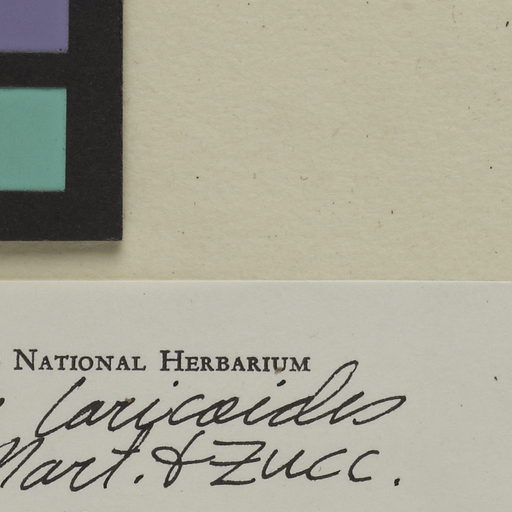 National Herbarium
laricoides
Mart. & Zucc.